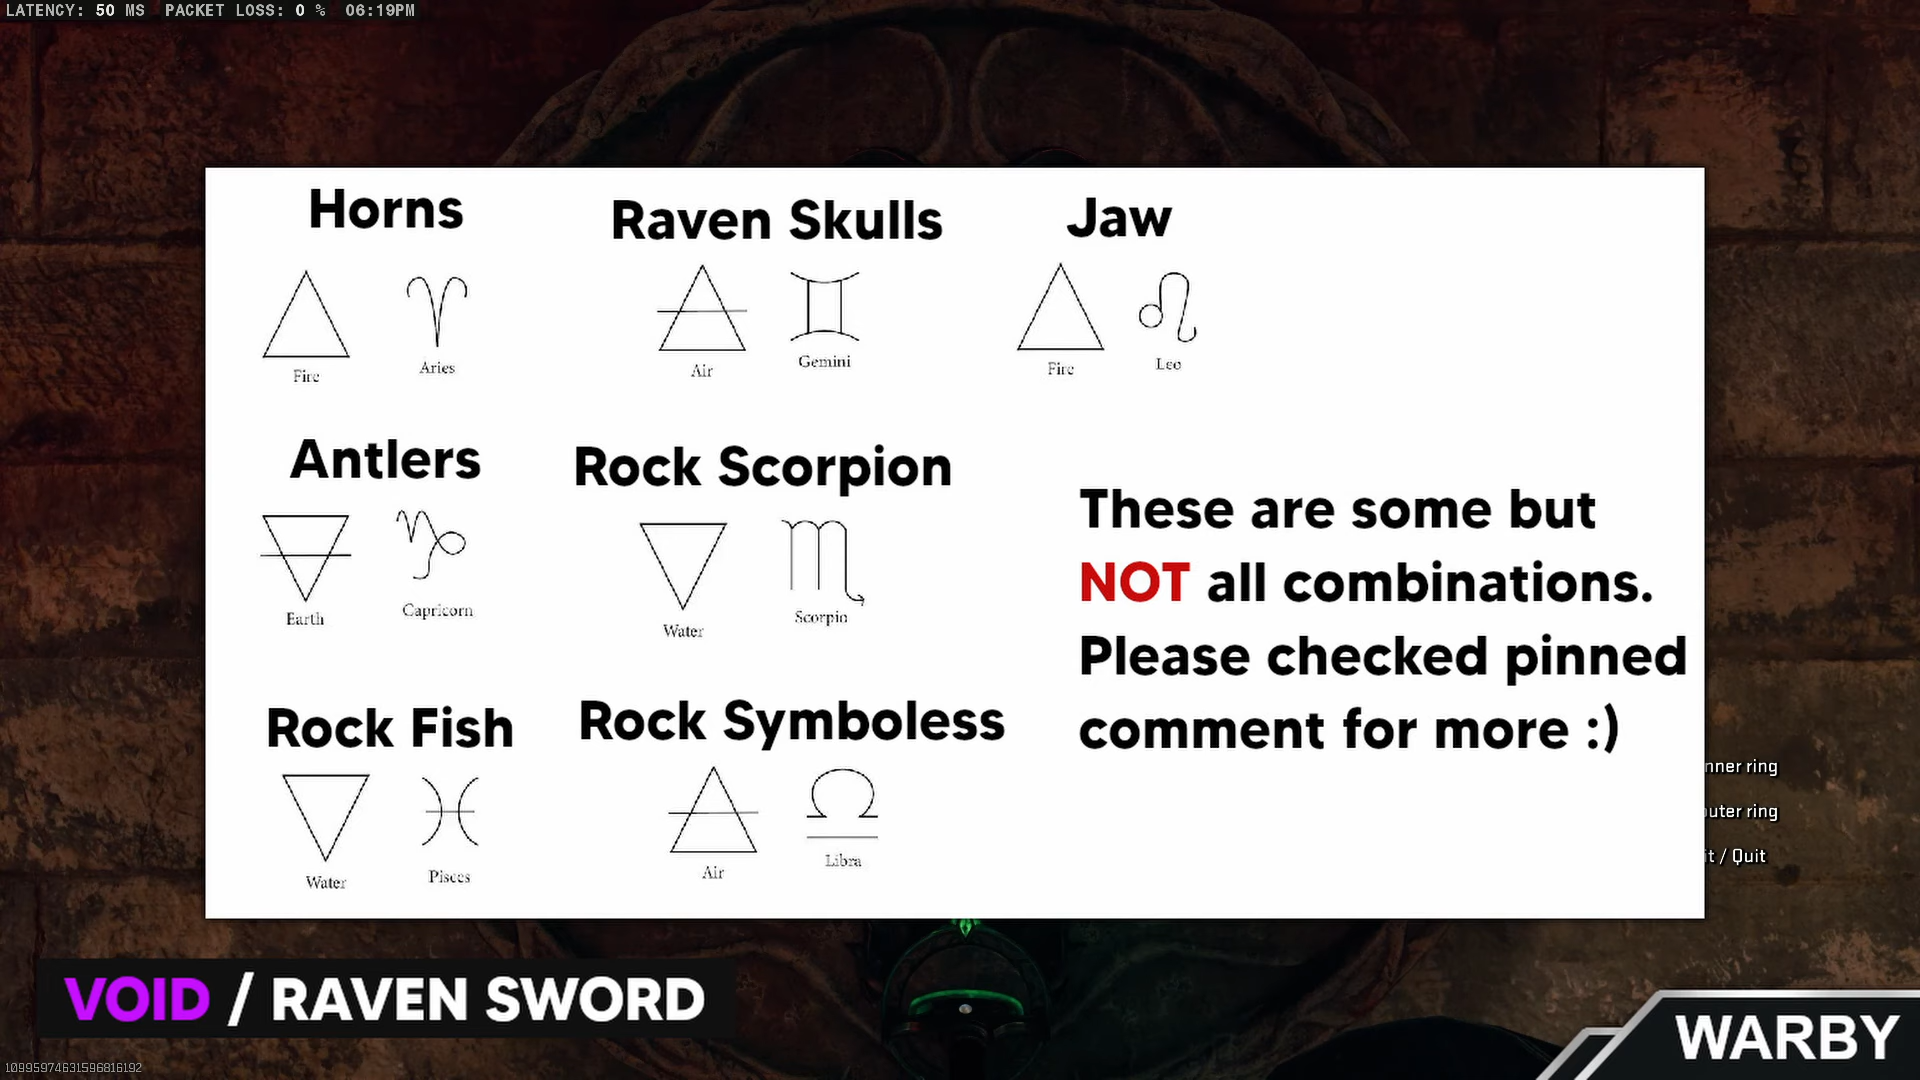 LATENCY: 50 MS PACKET LOSS: 0 % 06:19PM
Horns
Raven Skulls
Jaw
Fire
Aries
Air
Gemini
Fire
Leo
Antlers
Rock Scorpion
Earth
Capricorn
Water
Scorpio
These are some but
NOT all combinations.
Please checked pinned
comment for more :)
Rock Fish
Rock Symboless
Water
Pisces
Air
Libra
nner ring
uter ring
it / Quit
VOID / RAVEN SWORD
WARBY
10995974631596816192